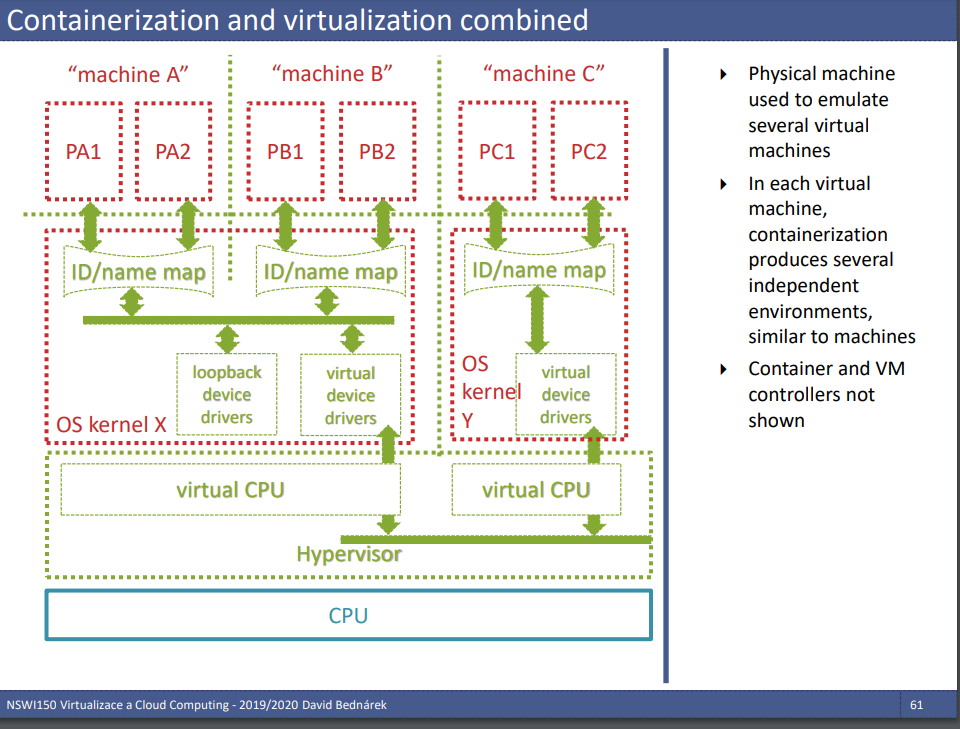 Containerization and virtualization combined
“machine A”
“machine B”
“machine C”
PA1
PA2
PB1
PB2
PC1
PC2
ID/name map
ID/name map
ID/name map
loopback
device
drivers
virtual
device
drivers
OS kernel X
OS
kernel
Y
virtual
device
drivers
virtual CPU
virtual CPU
Hypervisor
CPU
Physical machine
used to emulate
several virtual
machines
In each virtual
machine,
containerization
produces several
independent
environments,
similar to machines
Container and VM
controllers not
shown
NSWI150 Virtualizace a Cloud Computing - 2019/2020 David Bednárek
61